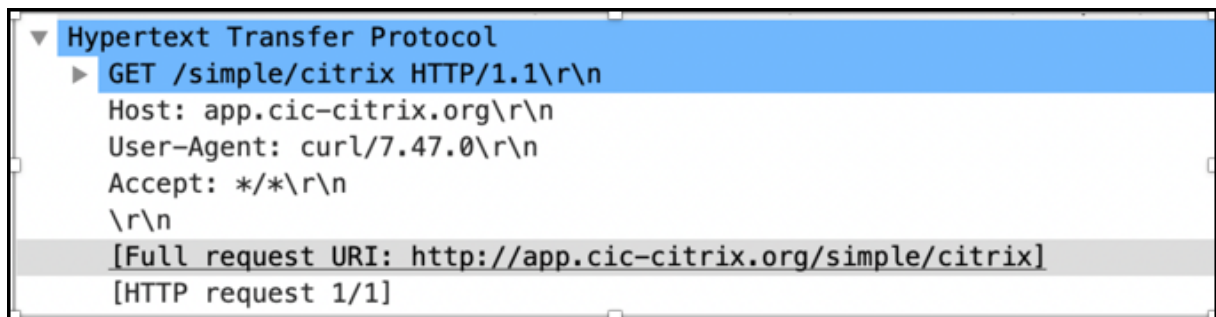 Hypertext Transfer Protocol
GET /simple/citrix HTTP/1.1\r\n
Host: app.cic-citrix.org\r\n
User-Agent: curl/7.47.0\r\n
Accept: */*\r\n
\r\n
[Full request URI: http://app.cic-citrix.org/simple/citrix]
[HTTP request 1/1]